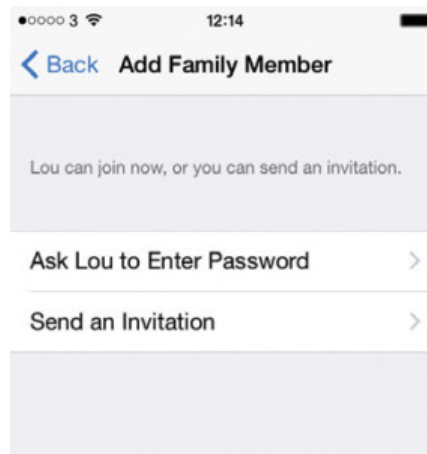 3 12:14
Back Add Family Member
Lou can join now, or you can send an invitation.
Ask Lou to Enter Password
Send an Invitation